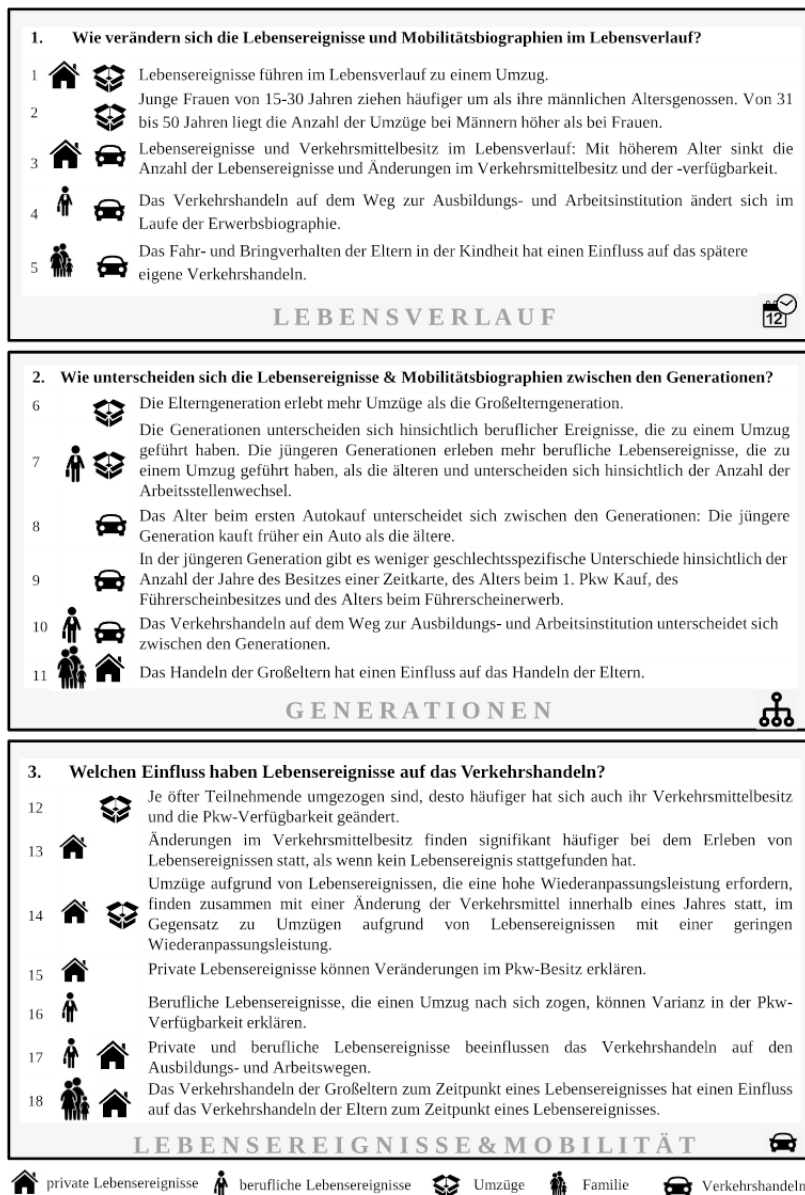 1. Wie verändern sich die Lebensereignisse und Mobilitätsbiographien im Lebensverlauf?
1 Lebensereignisse führen im Lebensverlauf zu einem Umzug.
Junge Frauen von 15-30 Jahren ziehen häufiger um als ihre männlichen Altersgenossen. Von 31
2 bis 50 Jahren liegt die Anzahl der Umzüge bei Männern höher als bei Frauen.
Lebensereignisse und Verkehrsmittelbesitz im Lebensverlauf: Mit höherem Alter sinkt die
3 Anzahl der Lebensereignisse und Änderungen im Verkehrsmittelbesitz und der -verfügbarkeit.
Das Verkehrshandeln auf dem Weg zur Ausbildungs- und Arbeitsinstitution ändert sich im
4 Laufe der Erwerbsbiographie.
Das Fahr- und Bringverhalten der Eltern in der Kindheit hat einen Einfluss auf das spätere
5 eigene Verkehrshandeln.
LEBENSVERLAUF
12
2. Wie unterscheiden sich die Lebensereignisse & Mobilitätsbiographien zwischen den Generationen?
6 Die Elterngeneration erlebt mehr Umzüge als die Großelterngeneration.
Die Generationen unterscheiden sich hinsichtlich beruflicher Ereignisse, die zu einem Umzug
7 geführt haben. Die jüngeren Generationen erleben mehr berufliche Lebensereignisse, die zu
einem Umzug geführt haben, als die älteren und unterscheiden sich hinsichtlich der Anzahl der
Arbeitsstellenwechsel.
8 Das Alter beim ersten Autokauf unterscheidet sich zwischen den Generationen: Die jüngere
Generation kauft früher ein Auto als die ältere.
In der jüngeren Generation gibt es weniger geschlechtsspezifische Unterschiede hinsichtlich der
9 Anzahl der Jahre des Besitzes einer Zeitkarte, des Alters beim 1. Pkw Kauf, des
Führerscheinbesitzes und des Alters beim Führerscheinerwerb.
10 Das Verkehrshandeln auf dem Weg zur Ausbildungs- und Arbeitsinstitution unterscheidet sich
zwischen den Generationen.
11 Das Handeln der Großeltern hat einen Einfluss auf das Handeln der Eltern.
GENERATIONEN
3. Welchen Einfluss haben Lebensereignisse auf das Verkehrshandeln?
12 Je öfter Teilnehmende umgezogen sind, desto häufiger hat sich auch ihr Verkehrsmittelbesitz
und die Pkw-Verfügbarkeit geändert.
13 Änderungen im Verkehrsmittelbesitz finden signifikant häufiger bei dem Erleben von
Lebensereignissen statt, als wenn kein Lebensereignis stattgefunden hat.
Umzüge aufgrund von Lebensereignissen, die eine hohe Wiederanpassungsleistung erfordern,
14 finden zusammen mit einer Änderung der Verkehrsmittel innerhalb eines Jahres statt, im
Gegensatz zu Umzügen aufgrund von Lebensereignissen mit einer geringen
Wiederanpassungsleistung.
15 Private Lebensereignisse können Veränderungen im Pkw-Besitz erklären.
16 Berufliche Lebensereignisse, die einen Umzug nach sich zogen, können Varianz in der Pkw-
Verfügbarkeit erklären.
17 Private und berufliche Lebensereignisse beeinflussen das Verkehrshandeln auf den
Ausbildungs- und Arbeitswegen.
18 Das Verkehrshandeln der Großeltern zum Zeitpunkt eines Lebensereignisses hat einen Einfluss
auf das Verkehrshandeln der Eltern zum Zeitpunkt eines Lebensereignisses.
LEBENSEREIGNISSE&MOBILITÄT
private Lebensereignisse berufliche Lebensereignisse Umzüge Familie Verkehrshandeln